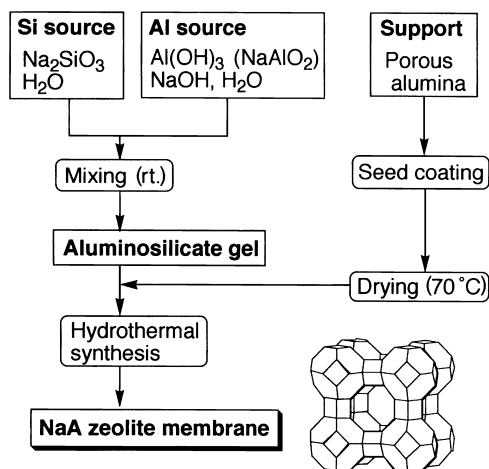 Si source
Na₂SiO₃
H₂O
Al source
Al(OH)₃ (NaAlO₂)
NaOH, H₂O
Support
Porous
alumina
Mixing (rt.)
Seed coating
Aluminosilicate gel
Drying (70 °C)
Hydrothermal
synthesis
NaA zeolite membrane